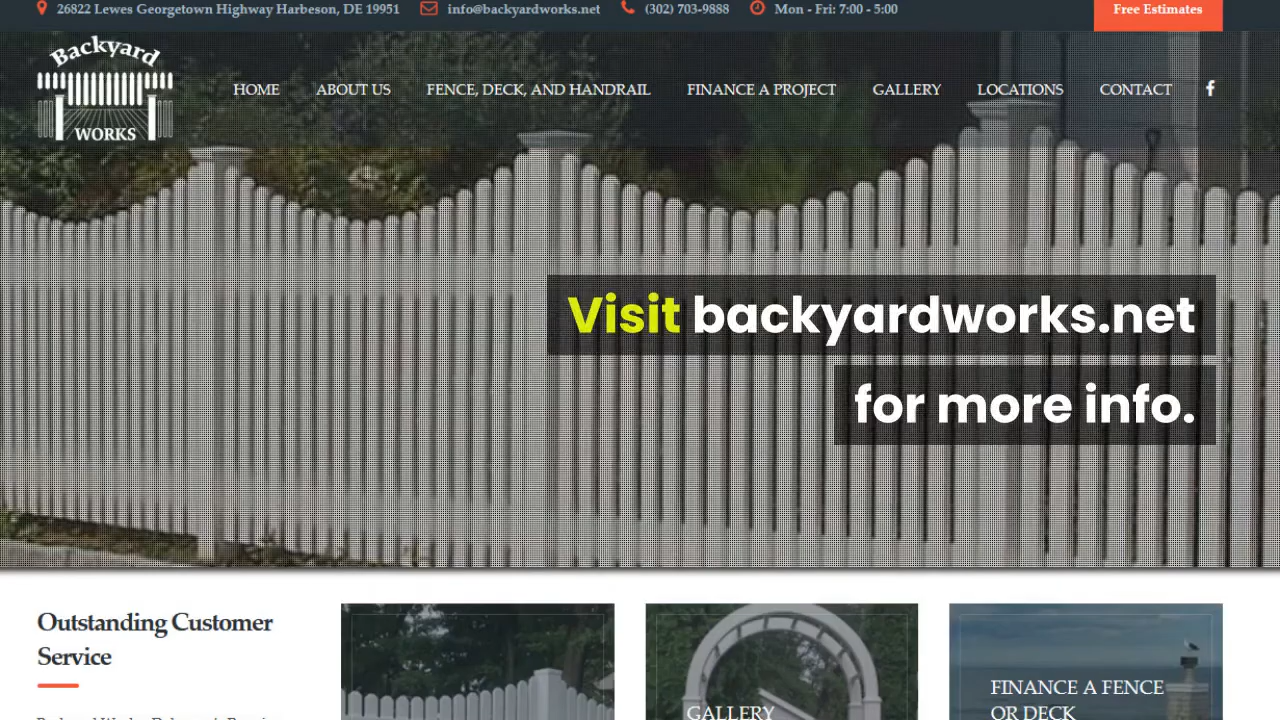 26822 Lewes Georgetown Highway Harbeson, DE 19951 info@backyardworks.net (302) 703-9888 Mon - Fri: 7:00 - 5:00 Free Estimates
Backyard
WORKS
HOME ABOUT US FENCE, DECK, AND HANDRAIL FINANCE A PROJECT GALLERY LOCATIONS CONTACT
Visit backyardworks.net
for more info.
Outstanding Customer
Service
GALLERY
FINANCE A FENCE
OR DECK